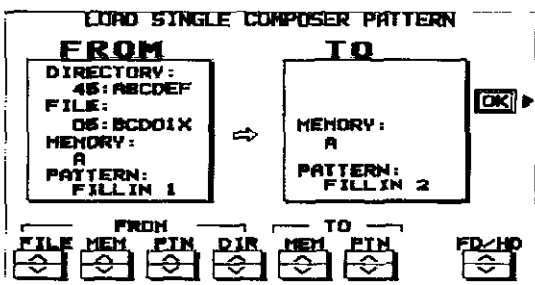 LOAD SINGLE COMPOSER PATTERN
FROM TO
DIRECTORY:
45:ABCDEF
FILE:
05:BCD01X
MEMORY:
A
PATTERN:
FILLIN 1
MEMORY:
A
PATTERN:
FILLIN 2
OK
FROM TO
FILE MEM PTN DIR MEM PTN FD/HD